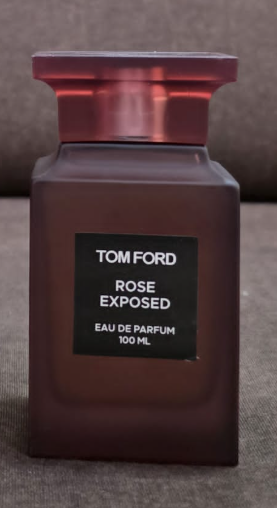 TOM FORD
ROSE
EXPOSED
EAU DE PARFUM
100 ML